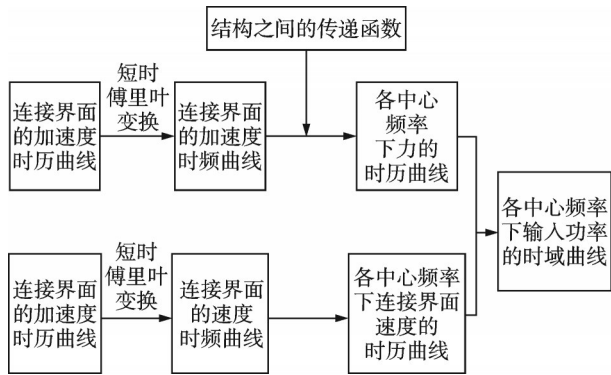 结构之间的传递函数
连接界面
的加速度
时历曲线
短时
傅里叶
变换
连接界面
的加速度
时频曲线
各中心
频率
下力的
时历曲线
各中心频率
下输入功率
的时域曲线
连接界面
的加速度
时历曲线
短时
傅里叶
变换
连接界面
的速度
时频曲线
各中心频率
下连接界面
速度的
时历曲线